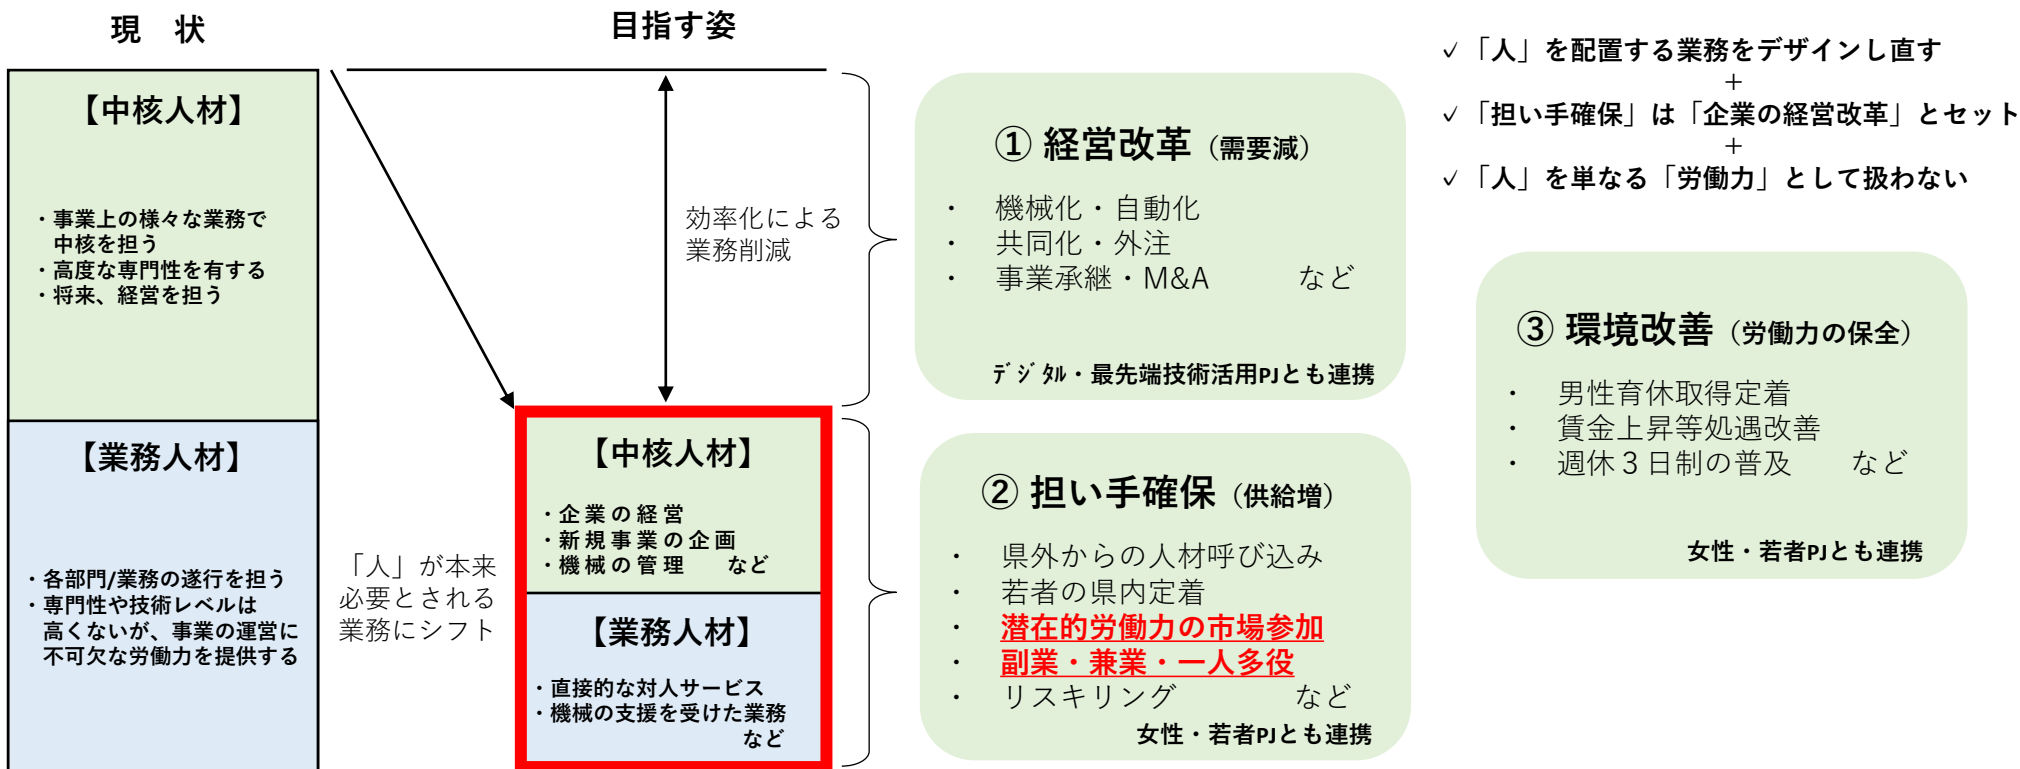 現　状
【中核人材】
・事業上の様々な業務で
中核を担う
・高度な専門性を有する
・将来、経営を担う
【業務人材】
・各部門/業務の遂行を担う
・専門性や技術レベルは
高くないが、事業の運営に
不可欠な労働力を提供する
目指す姿
効率化による
業務削減
「人」が本来
必要とされる
業務にシフト
【中核人材】
・企業の経営
・新規事業の企画
・機械の管理　など
【業務人材】
・直接的な対人サービス
・機械の支援を受けた業務
など
① 経営改革（需要減）
・ 機械化・自動化
・ 共同化・外注
・ 事業承継・M&A　など
ﾃﾞｼﾞﾀﾙ・最先端技術活用PJとも連携
② 担い手確保（供給増）
・ 県外からの人材呼び込み
・ 若者の県内定着
・ 潜在的労働力の市場参加
・ 副業・兼業・一人多役
・ リスキリング　など
女性・若者PJとも連携
✓「人」を配置する業務をデザインし直す
＋
✓「担い手確保」は「企業の経営改革」とセット
＋
✓「人」を単なる「労働力」として扱わない
③ 環境改善（労働力の保全）
・ 男性育休取得定着
・ 賃金上昇等処遇改善
・ 週休３日制の普及　など
女性・若者PJとも連携